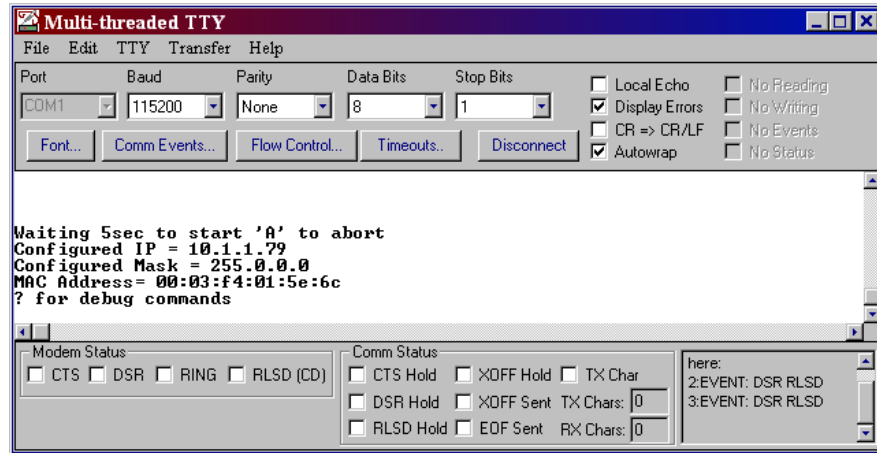 Multi-threaded TTY
File Edit TTY Transfer Help
Port Baud Parity Data Bits Stop Bits
COM1 115200 None 8 1
Font... Comm Events... Flow Control... Timeouts.. Disconnect
Local Echo No Reading
Display Errors No Writing
CR => CR/LF No Events
Autowrap No Status
Waiting 5sec to start 'A' to abort
Configured IP = 10.1.1.79
Configured Mask = 255.0.0.0
MAC Address= 00:03:f4:01:5e:6c
? for debug commands
Modem Status
CTS DSR RING RLSD (CD)
Comm Status
CTS Hold XOFF Hold TX Char
DSR Hold XOFF Sent TX Chars: 0
RLSD Hold EOF Sent RX Chars: 0
here:
2:EVENT: DSR RLSD
3:EVENT: DSR RLSD